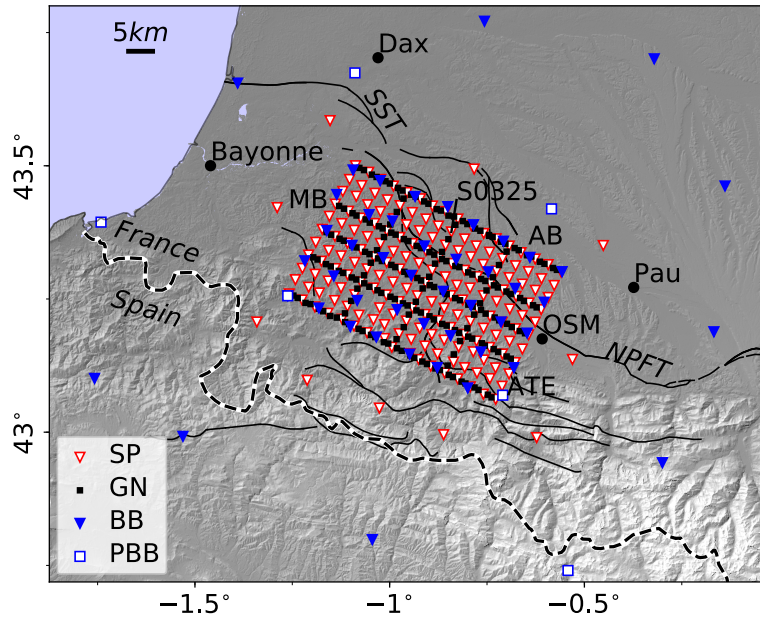 5km
Dax
SST
43.5°
Bayonne
MB
S0325
France
AB
Spain
Pau
OSM
NPFT
ATE
43°
SP
GN
BB
PBB
−1.5°
−1°
−0.5°